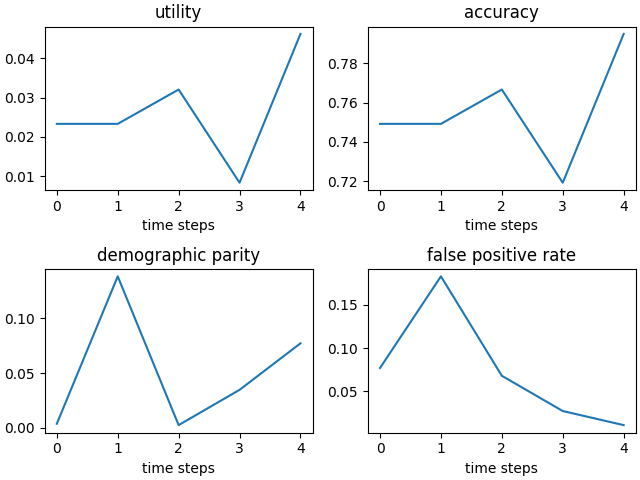 utility
0.04
0.03
0.02
0.01
0 1 2 3 4
time steps
accuracy
0.78
0.76
0.74
0.72
0 1 2 3 4
time steps
demographic parity
0.10
0.05
0.00
0 1 2 3 4
time steps
false positive rate
0.15
0.10
0.05
0 1 2 3 4
time steps